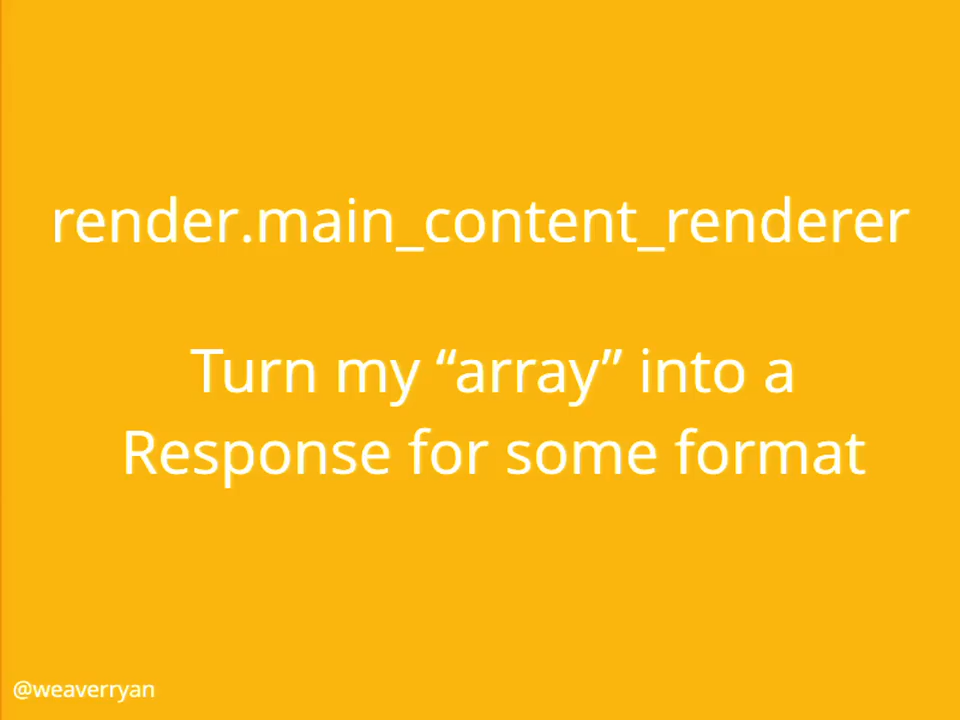 render.main_content_renderer
Turn my “array” into a
Response for some format
@weaverryan